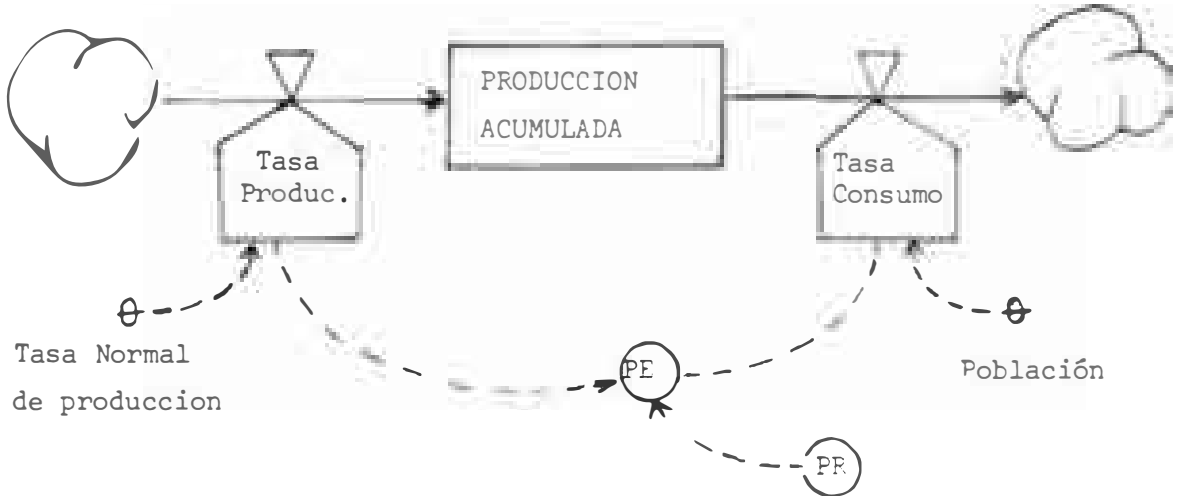 PRODUCCION
ACUMULADA
Tasa
Produc.
Tasa
Consumo
Tasa Normal
de produccion
PE
Población
PR